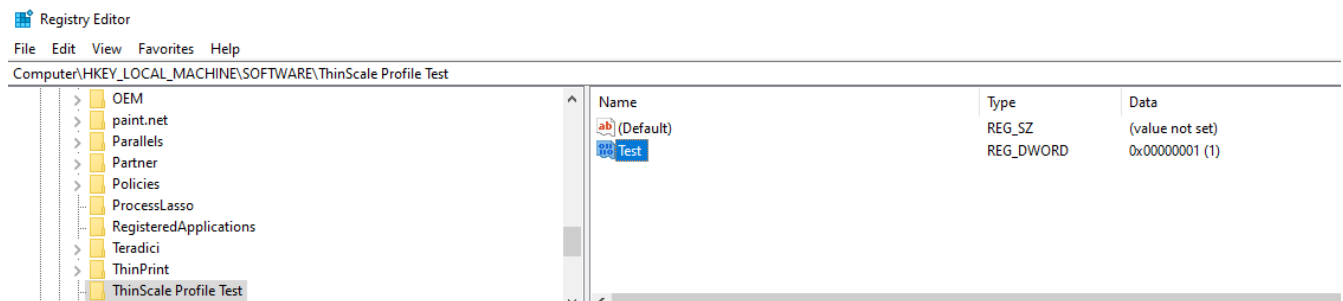 Registry Editor
File Edit View Favorites Help
Computer\HKEY_LOCAL_MACHINE\SOFTWARE\ThinScale Profile Test
OEM
paint.net
Parallels
Partner
Policies
ProcessLasso
RegisteredApplications
Teradici
ThinPrint
ThinScale Profile Test
Name Type Data
ab (Default) REG_SZ (value not set)
Test REG_DWORD 0x00000001 (1)